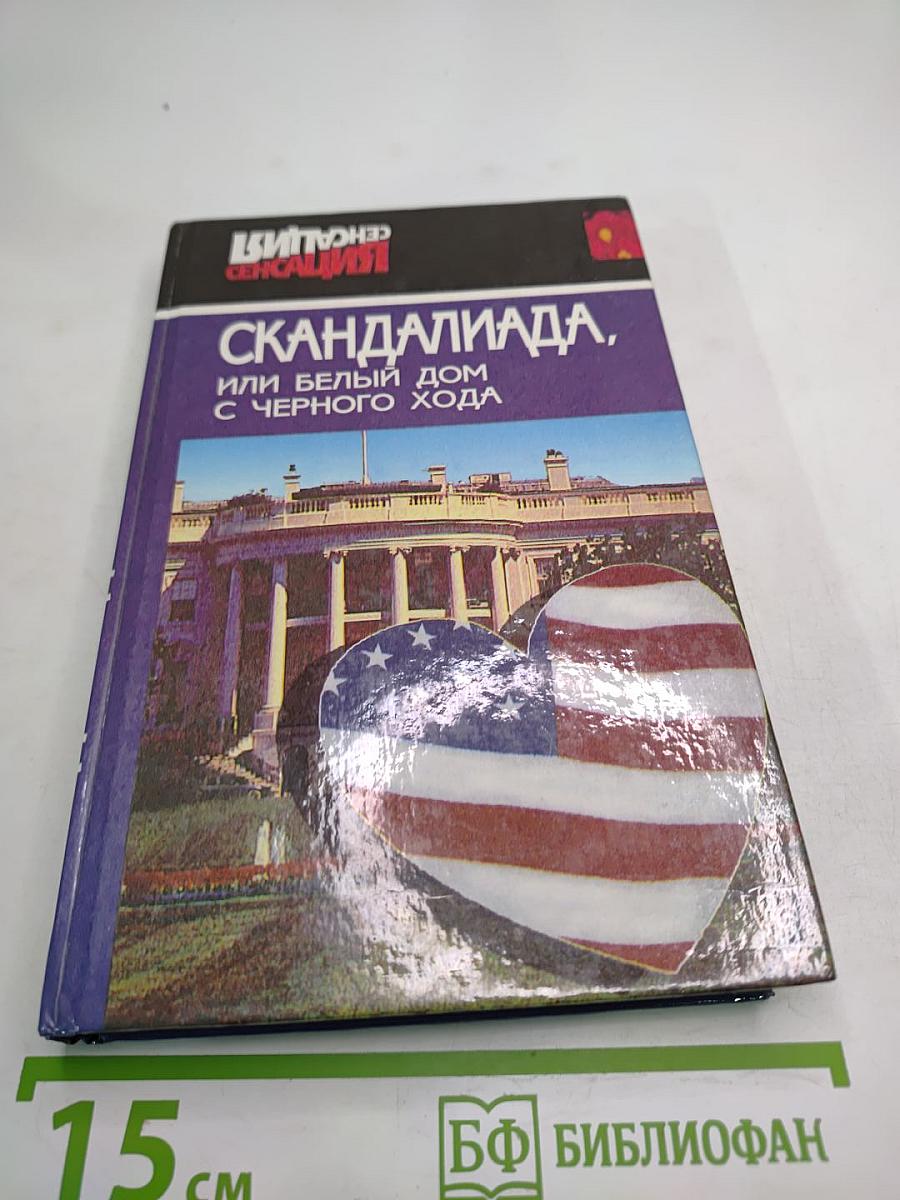 СЕНСАЦИЯ
СЕНСАЦИЯ
СКАНДАЛИАДА,
ИЛИ БЕЛЫЙ ДОМ
С ЧЕРНОГО ХОДА
15 см
БФ БИБЛИОФАН